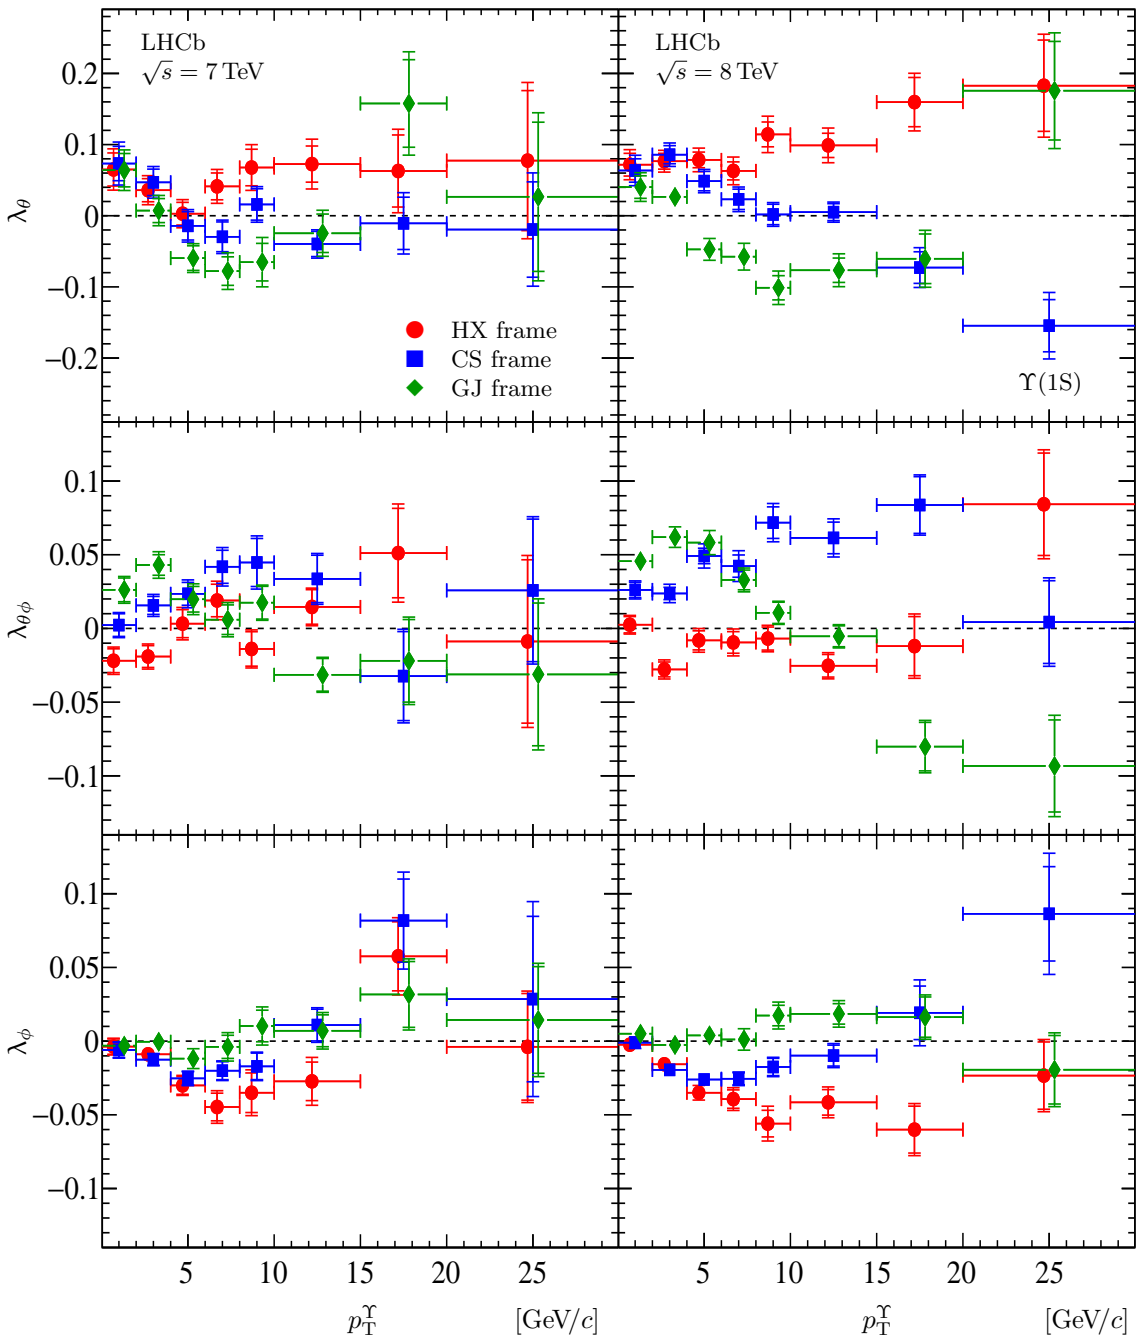 LHCb
√s = 7 TeV
LHCb
√s = 8 TeV
λθ
0.2
0.1
0
−0.1
−0.2
HX frame
CS frame
GJ frame
ϒ(1S)
λθϕ
0.1
0.05
0
−0.05
−0.1
λϕ
0.1
0.05
0
−0.05
−0.1
5 10 15 20 25 5 10 15 20 25
pTϒ [GeV/c] pTϒ [GeV/c]